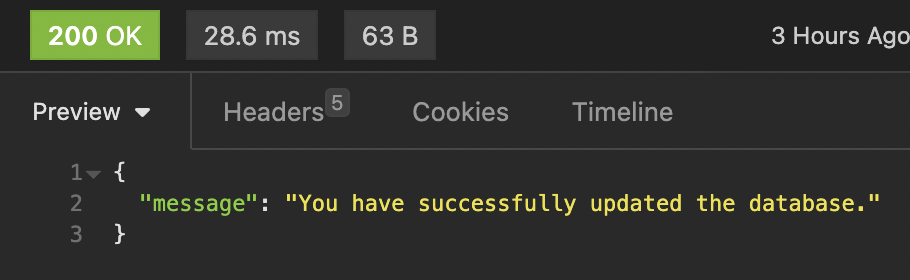 200 OK 28.6 ms 63 B 3 Hours Ago
Preview Headers 5 Cookies Timeline
1 {
2 "message": "You have successfully updated the database."
3 }